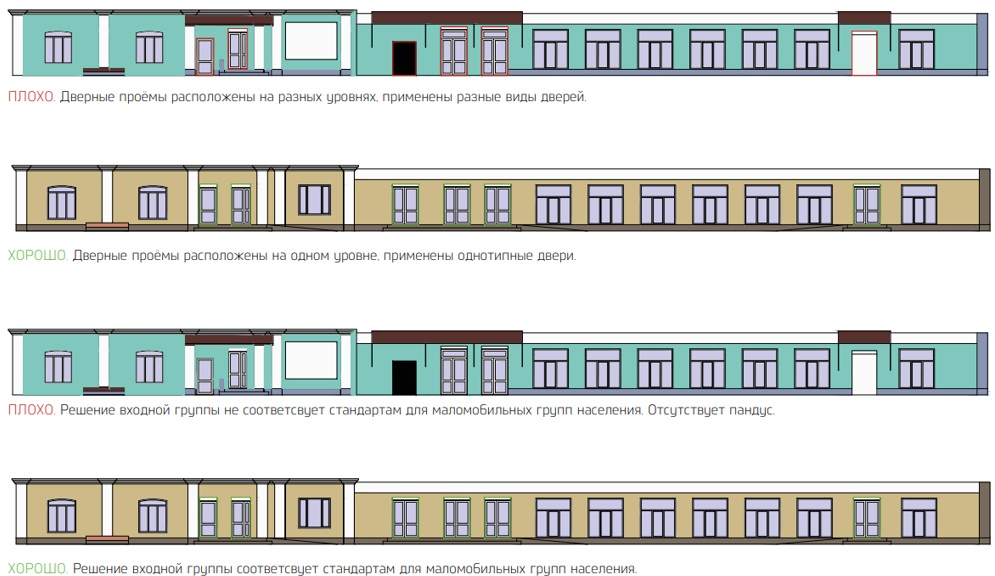 ПЛОХО. Дверные проёмы расположены на разных уровнях, применены разные виды дверей.
ХОРОШО. Дверные проёмы расположены на одном уровне, применены однотипные двери.
ПЛОХО. Решение входной группы не соответсвует стандартам для маломобильных групп населения. Отсутствует пандус.
ХОРОШО. Решение входной группы соответсвует стандартам для маломобильных групп населения.